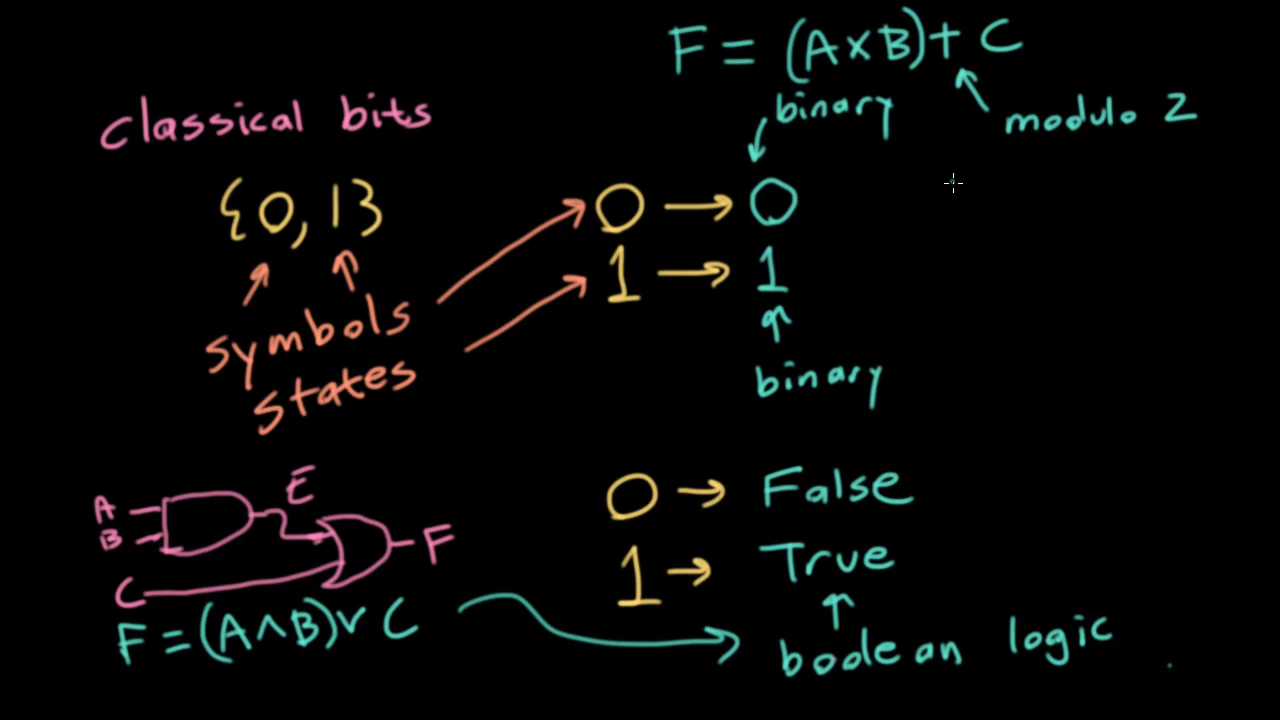 F = (A×B)+ C
binary
modulo 2
classical bits
{0, 1}
0 → 0
1 → 1
symbols
states
binary
E
A
B
F
C
F = (A∧B)∨ C
0 → False
1 → True
boolean logic